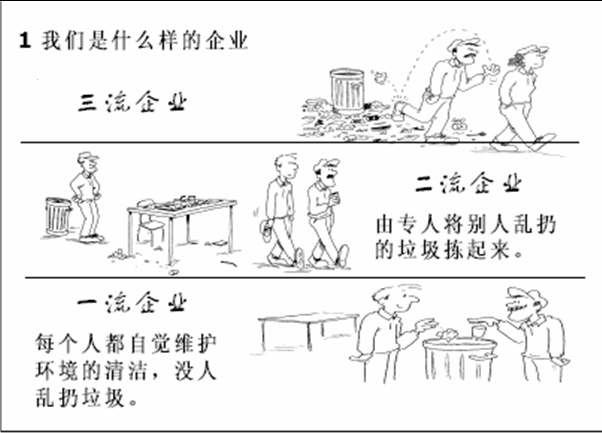 1 我们是什么样的企业
三流企业
二流企业
由专人将别人乱扔
的垃圾拣起来。
一流企业
每个人都自觉维护
环境的清洁，没人
乱扔垃圾。